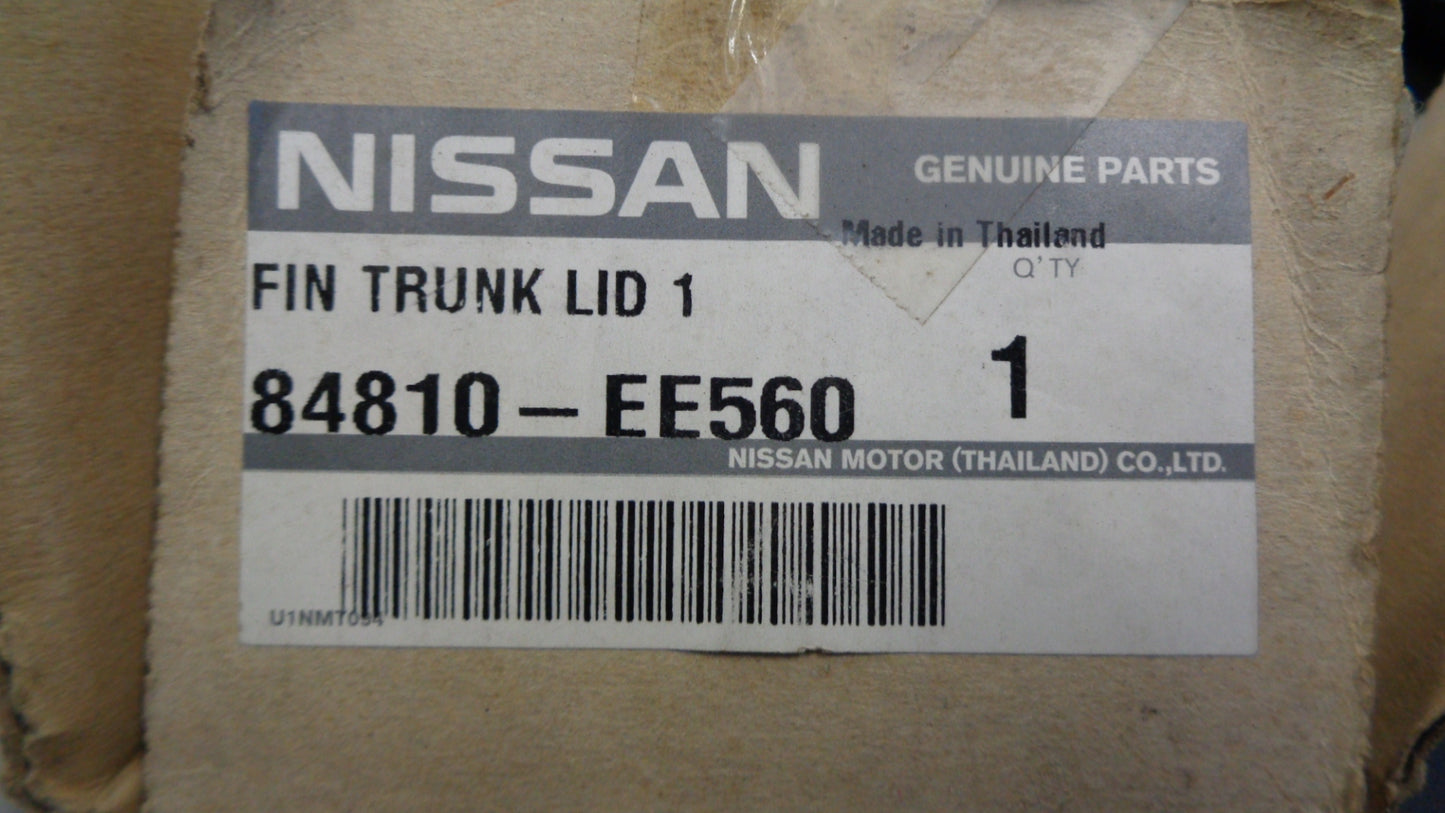 NISSAN GENUINE PARTS
Made in Thailand
Q'TY
FIN TRUNK LID 1
84810-EE560 1
NISSAN MOTOR (THAILAND) CO.,LTD.
U1NMT094